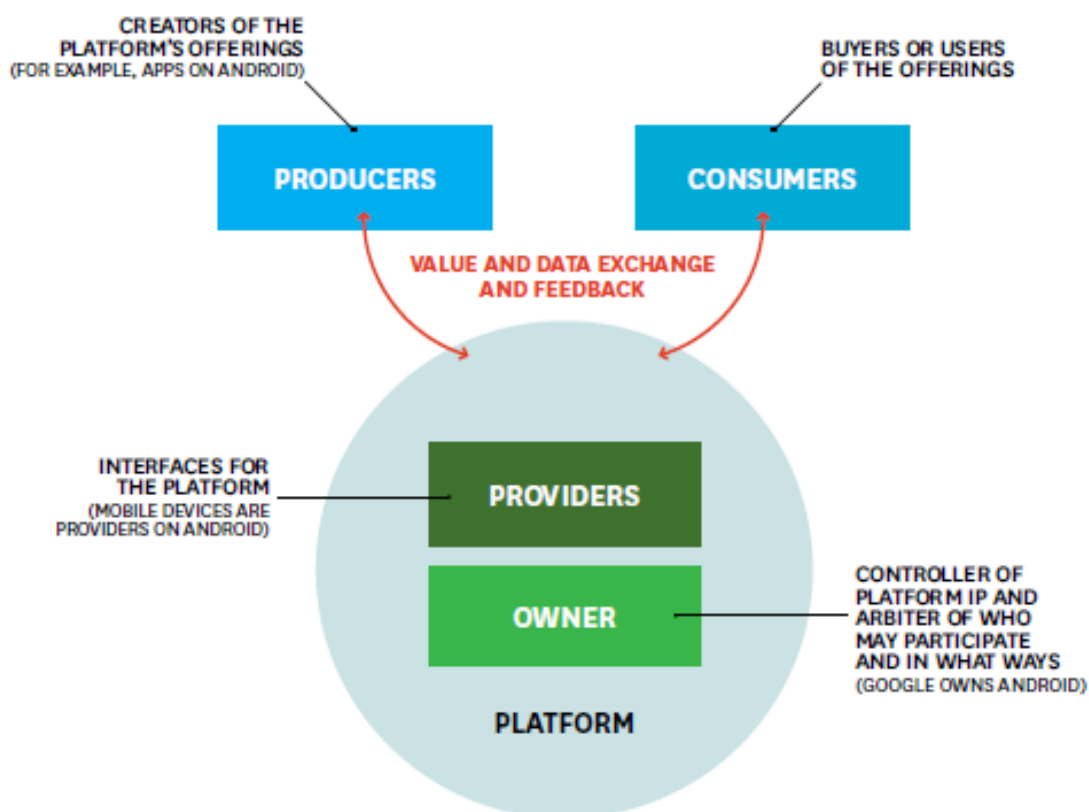 CREATORS OF THE
PLATFORM'S OFFERINGS
(FOR EXAMPLE, APPS ON ANDROID)
BUYERS OR USERS
OF THE OFFERINGS
PRODUCERS
CONSUMERS
VALUE AND DATA EXCHANGE
AND FEEDBACK
INTERFACES FOR
THE PLATFORM
(MOBILE DEVICES ARE
PROVIDERS ON ANDROID)
PROVIDERS
OWNER
CONTROLLER OF
PLATFORM IP AND
ARBITER OF WHO
MAY PARTICIPATE
AND IN WHAT WAYS
(GOOGLE OWNS ANDROID)
PLATFORM